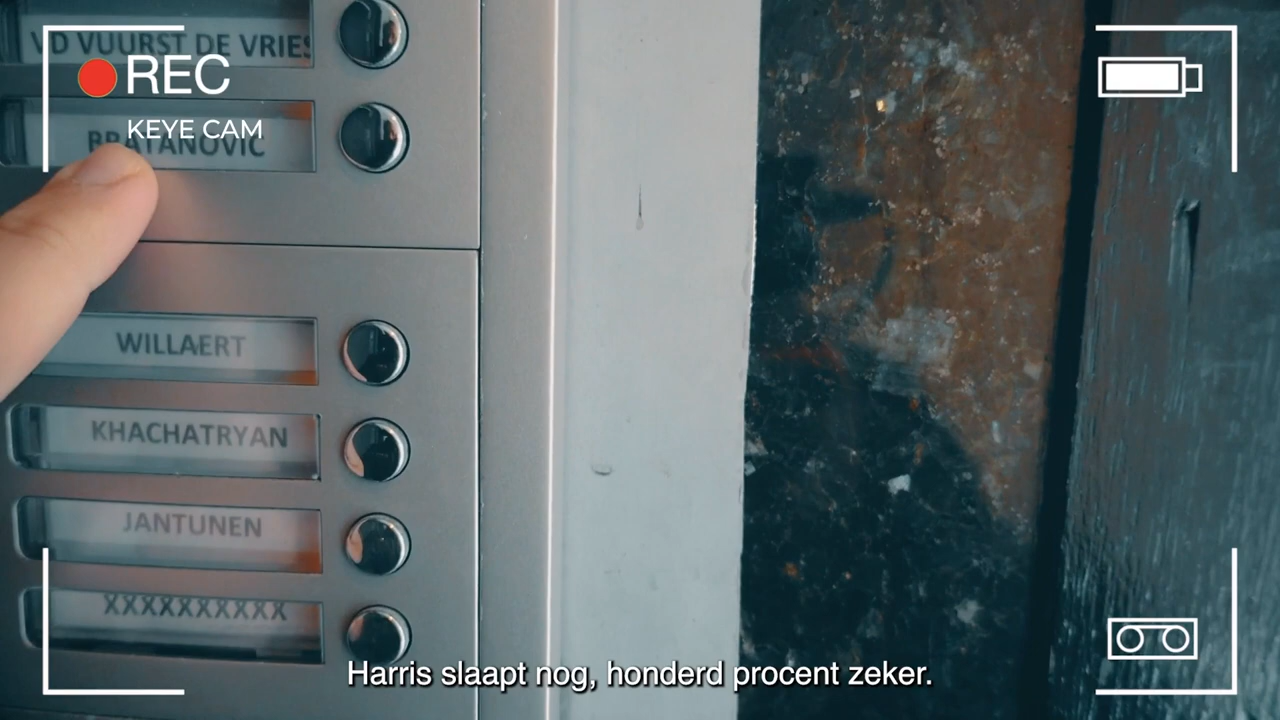 VD VUURST DE VRIES
REC
KEYE CAM
BRATANOVIC
WILLAERT
KHACHATRYAN
JANTUNEN
XXXXXXXXXX
Harris slaapt nog, honderd procent zeker.